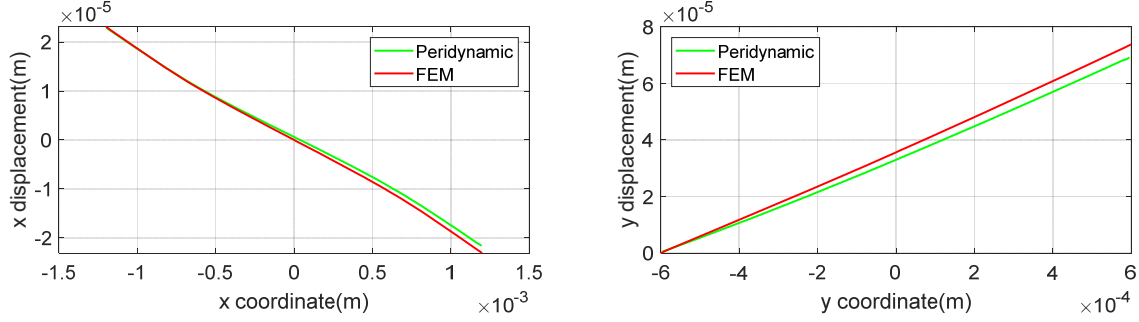 ×10⁻⁵
2
1
0
-1
-2
x displacement(m)
Peridynamic
FEM
-1.5 -1 -0.5 0 0.5 1 1.5
x coordinate(m) ×10⁻³
×10⁻⁵
8
6
4
2
0
y displacement(m)
Peridynamic
FEM
-6 -4 -2 0 2 4 6
y coordinate(m) ×10⁻⁴